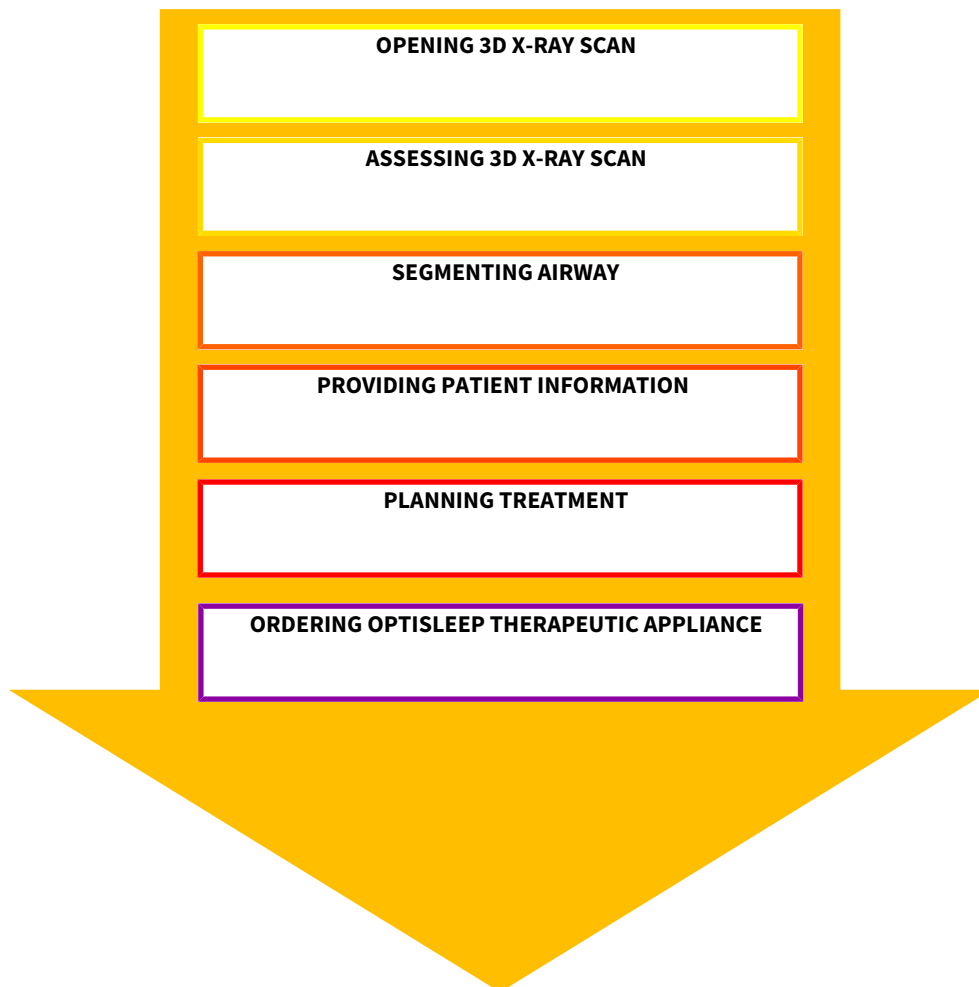 OPENING 3D X-RAY SCAN
ASSESSING 3D X-RAY SCAN
SEGMENTING AIRWAY
PROVIDING PATIENT INFORMATION
PLANNING TREATMENT
ORDERING OPTISLEEP THERAPEUTIC APPLIANCE